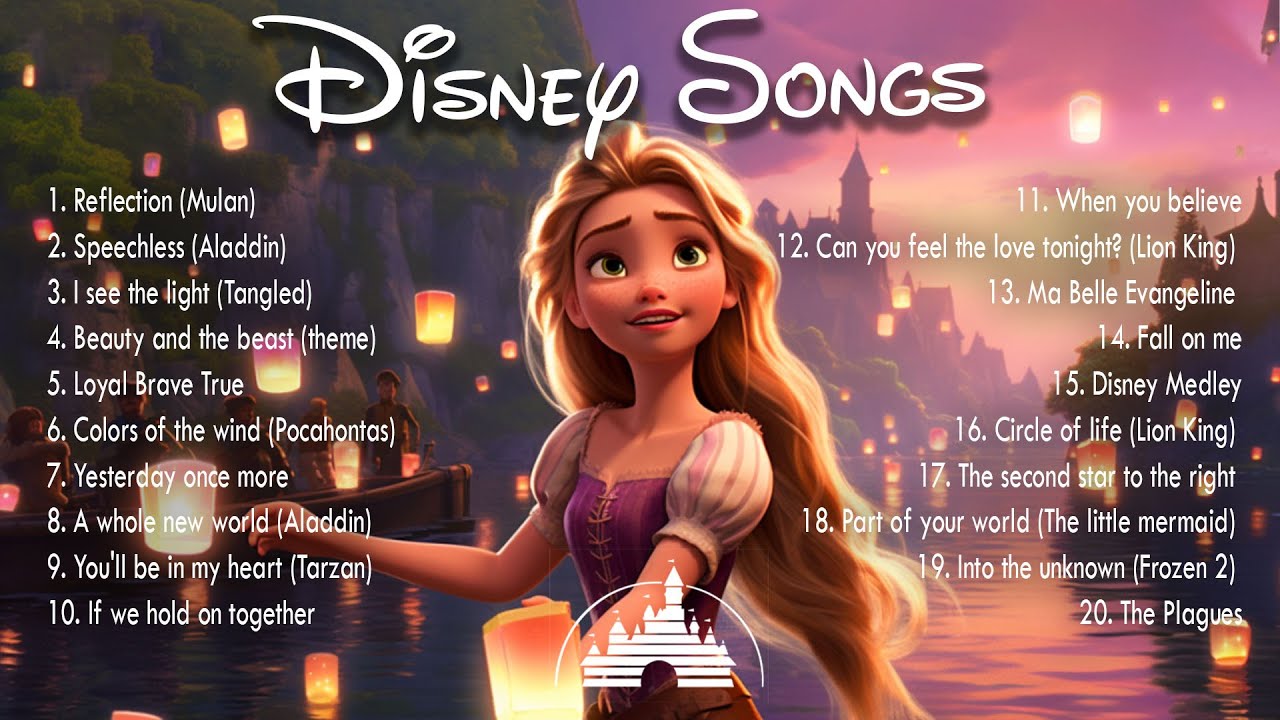 Disney Songs
1. Reflection (Mulan)
2. Speechless (Aladdin)
3. I see the light (Tangled)
4. Beauty and the beast (theme)
5. Loyal Brave True
6. Colors of the wind (Pocahontas)
7. Yesterday once more
8. A whole new world (Aladdin)
9. You'll be in my heart (Tarzan)
10. If we hold on together
11. When you believe
12. Can you feel the love tonight? (Lion King)
13. Ma Belle Evangeline
14. Fall on me
15. Disney Medley
16. Circle of life (Lion King)
17. The second star to the right
18. Part of your world (The little mermaid)
19. Into the unknown (Frozen 2)
20. The Plagues